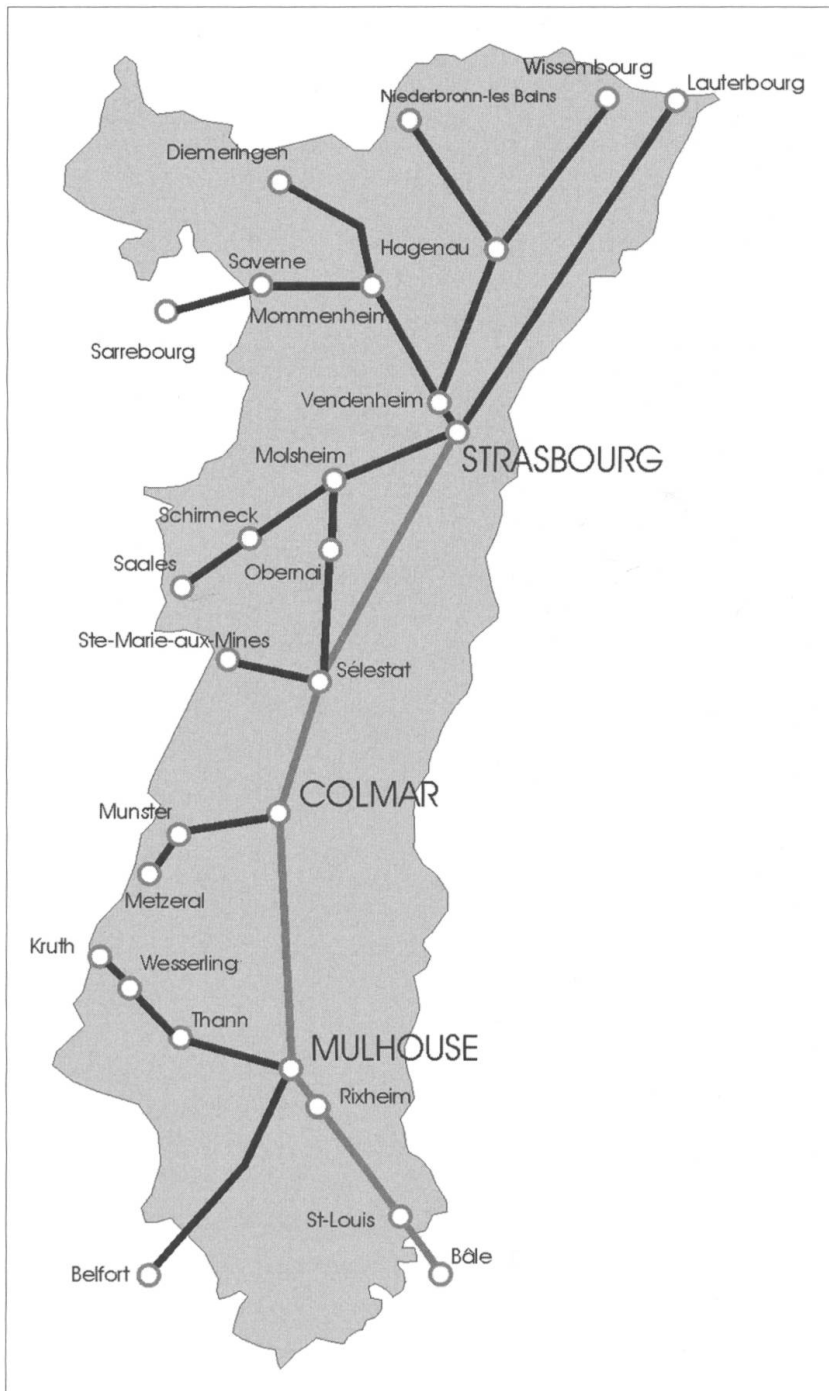 Wissembourg
Lauterbourg
Niederbronn-les Bains
Diemeringen
Hagenau
Saverne
Mommenheim
Sarrebourg
Vendenheim
STRASBOURG
Molsheim
Schirmeck
Saales
Obernai
Ste-Marie-aux-Mines
Sélestat
COLMAR
Munster
Metzeral
Kruth
Wesserling
Thann
MULHOUSE
Rixheim
St-Louis
Bâle
Belfort